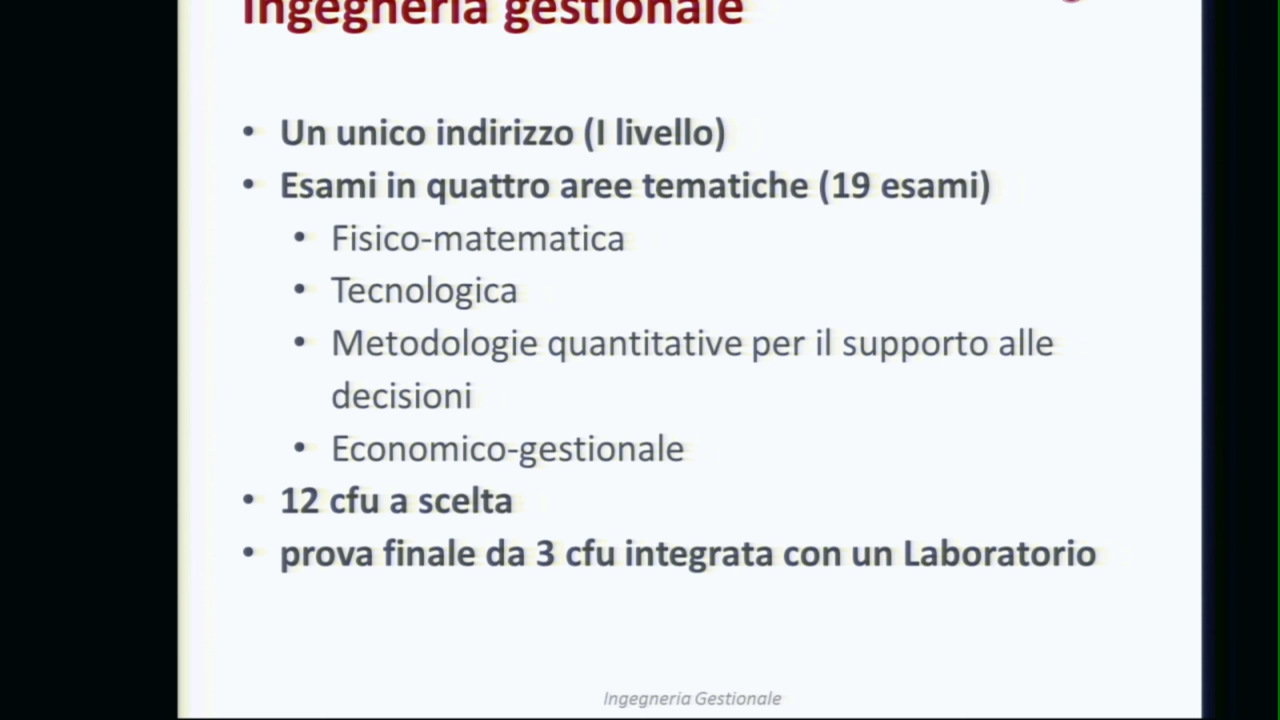 Ingegneria gestionale
• Un unico indirizzo (I livello)
• Esami in quattro aree tematiche (19 esami)
• Fisico-matematica
• Tecnologica
• Metodologie quantitative per il supporto alle
decisioni
• Economico-gestionale
• 12 cfu a scelta
• prova finale da 3 cfu integrata con un Laboratorio
Ingegneria Gestionale